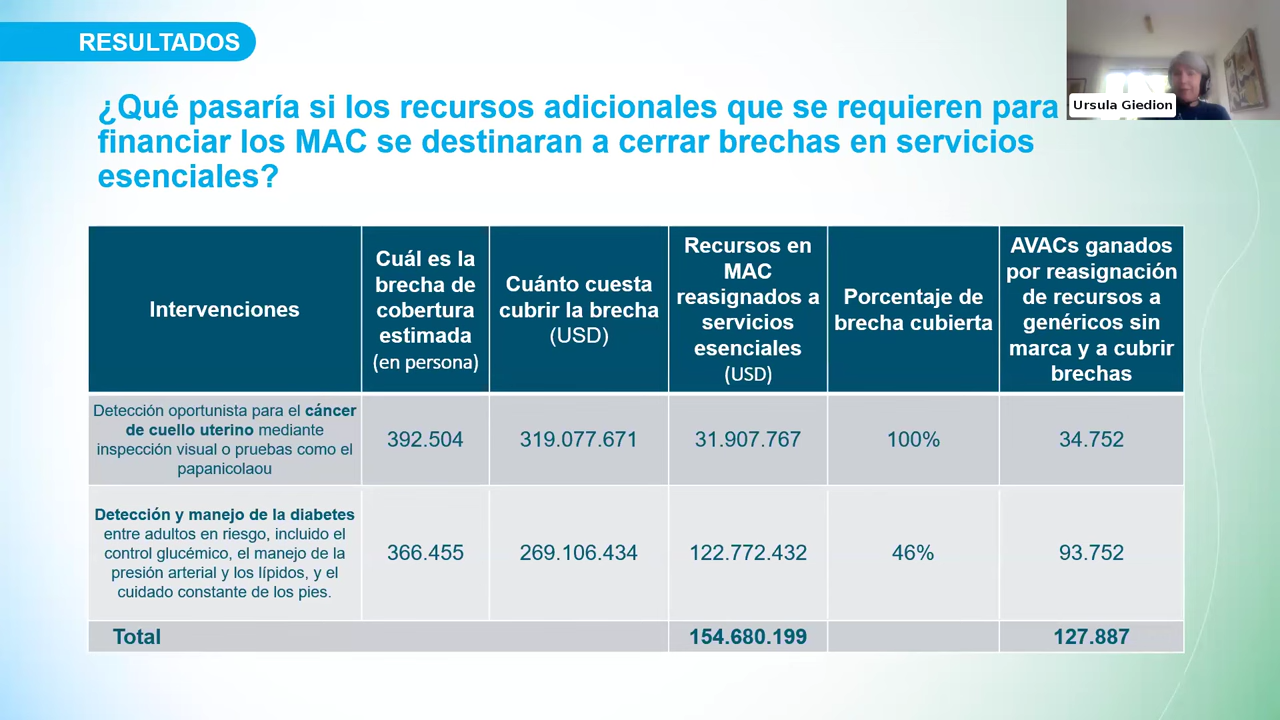 RESULTADOS
Ursula Giedion
¿Qué pasaría si los recursos adicionales que se requieren para
financiar los MAC se destinaran a cerrar brechas en servicios
esenciales?
Intervenciones
Cuál es la
brecha de
cobertura
estimada
(en persona)
Cuánto cuesta
cubrir la brecha
(USD)
Recursos en
MAC
reasignados a
servicios
esenciales
(USD)
Porcentaje de
brecha cubierta
AVACs ganados
por reasignación
de recursos a
genéricos sin
marca y a cubrir
brechas
Detección oportunista para el cáncer
de cuello uterino mediante
inspección visual o pruebas como el
papanicolaou
392.504
319.077.671
31.907.767
100%
34.752
Detección y manejo de la diabetes
entre adultos en riesgo, incluido el
control glucémico, el manejo de la
presión arterial y los lípidos, y el
cuidado constante de los pies.
366.455
269.106.434
122.772.432
46%
93.752
Total
154.680.199
127.887